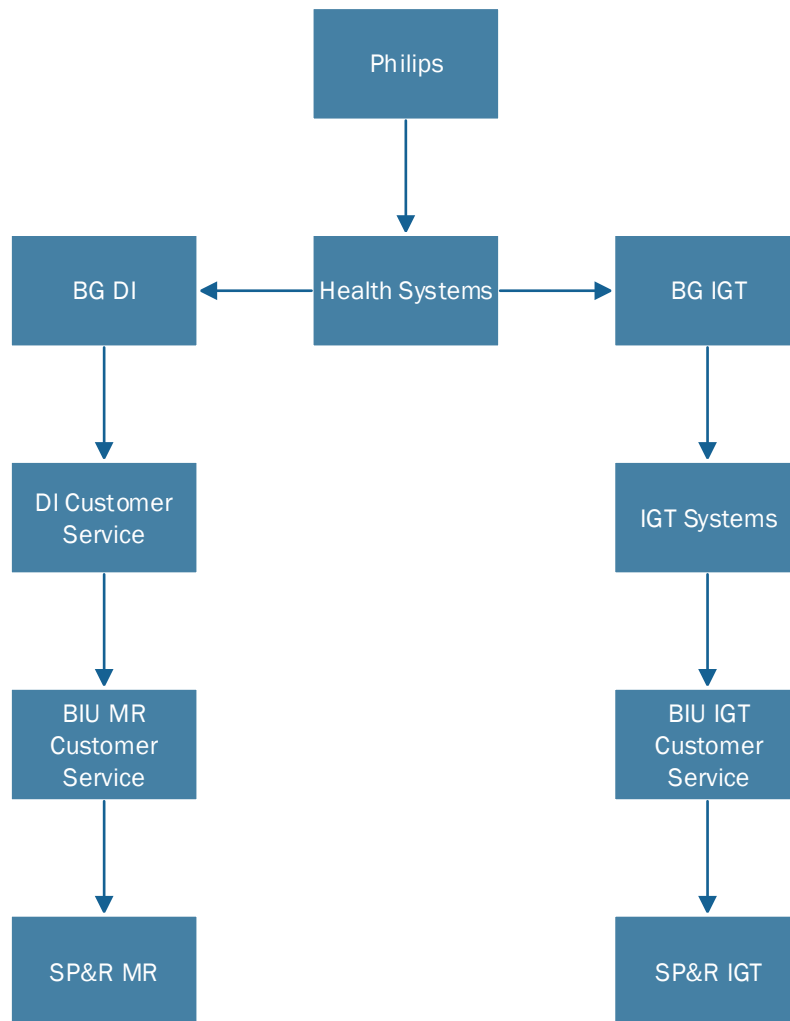 Philips
BG DI
Health Systems
BG IGT
DI Customer
Service
IGT Systems
BIU MR
Customer
Service
BIU IGT
Customer
Service
SP&R MR
SP&R IGT